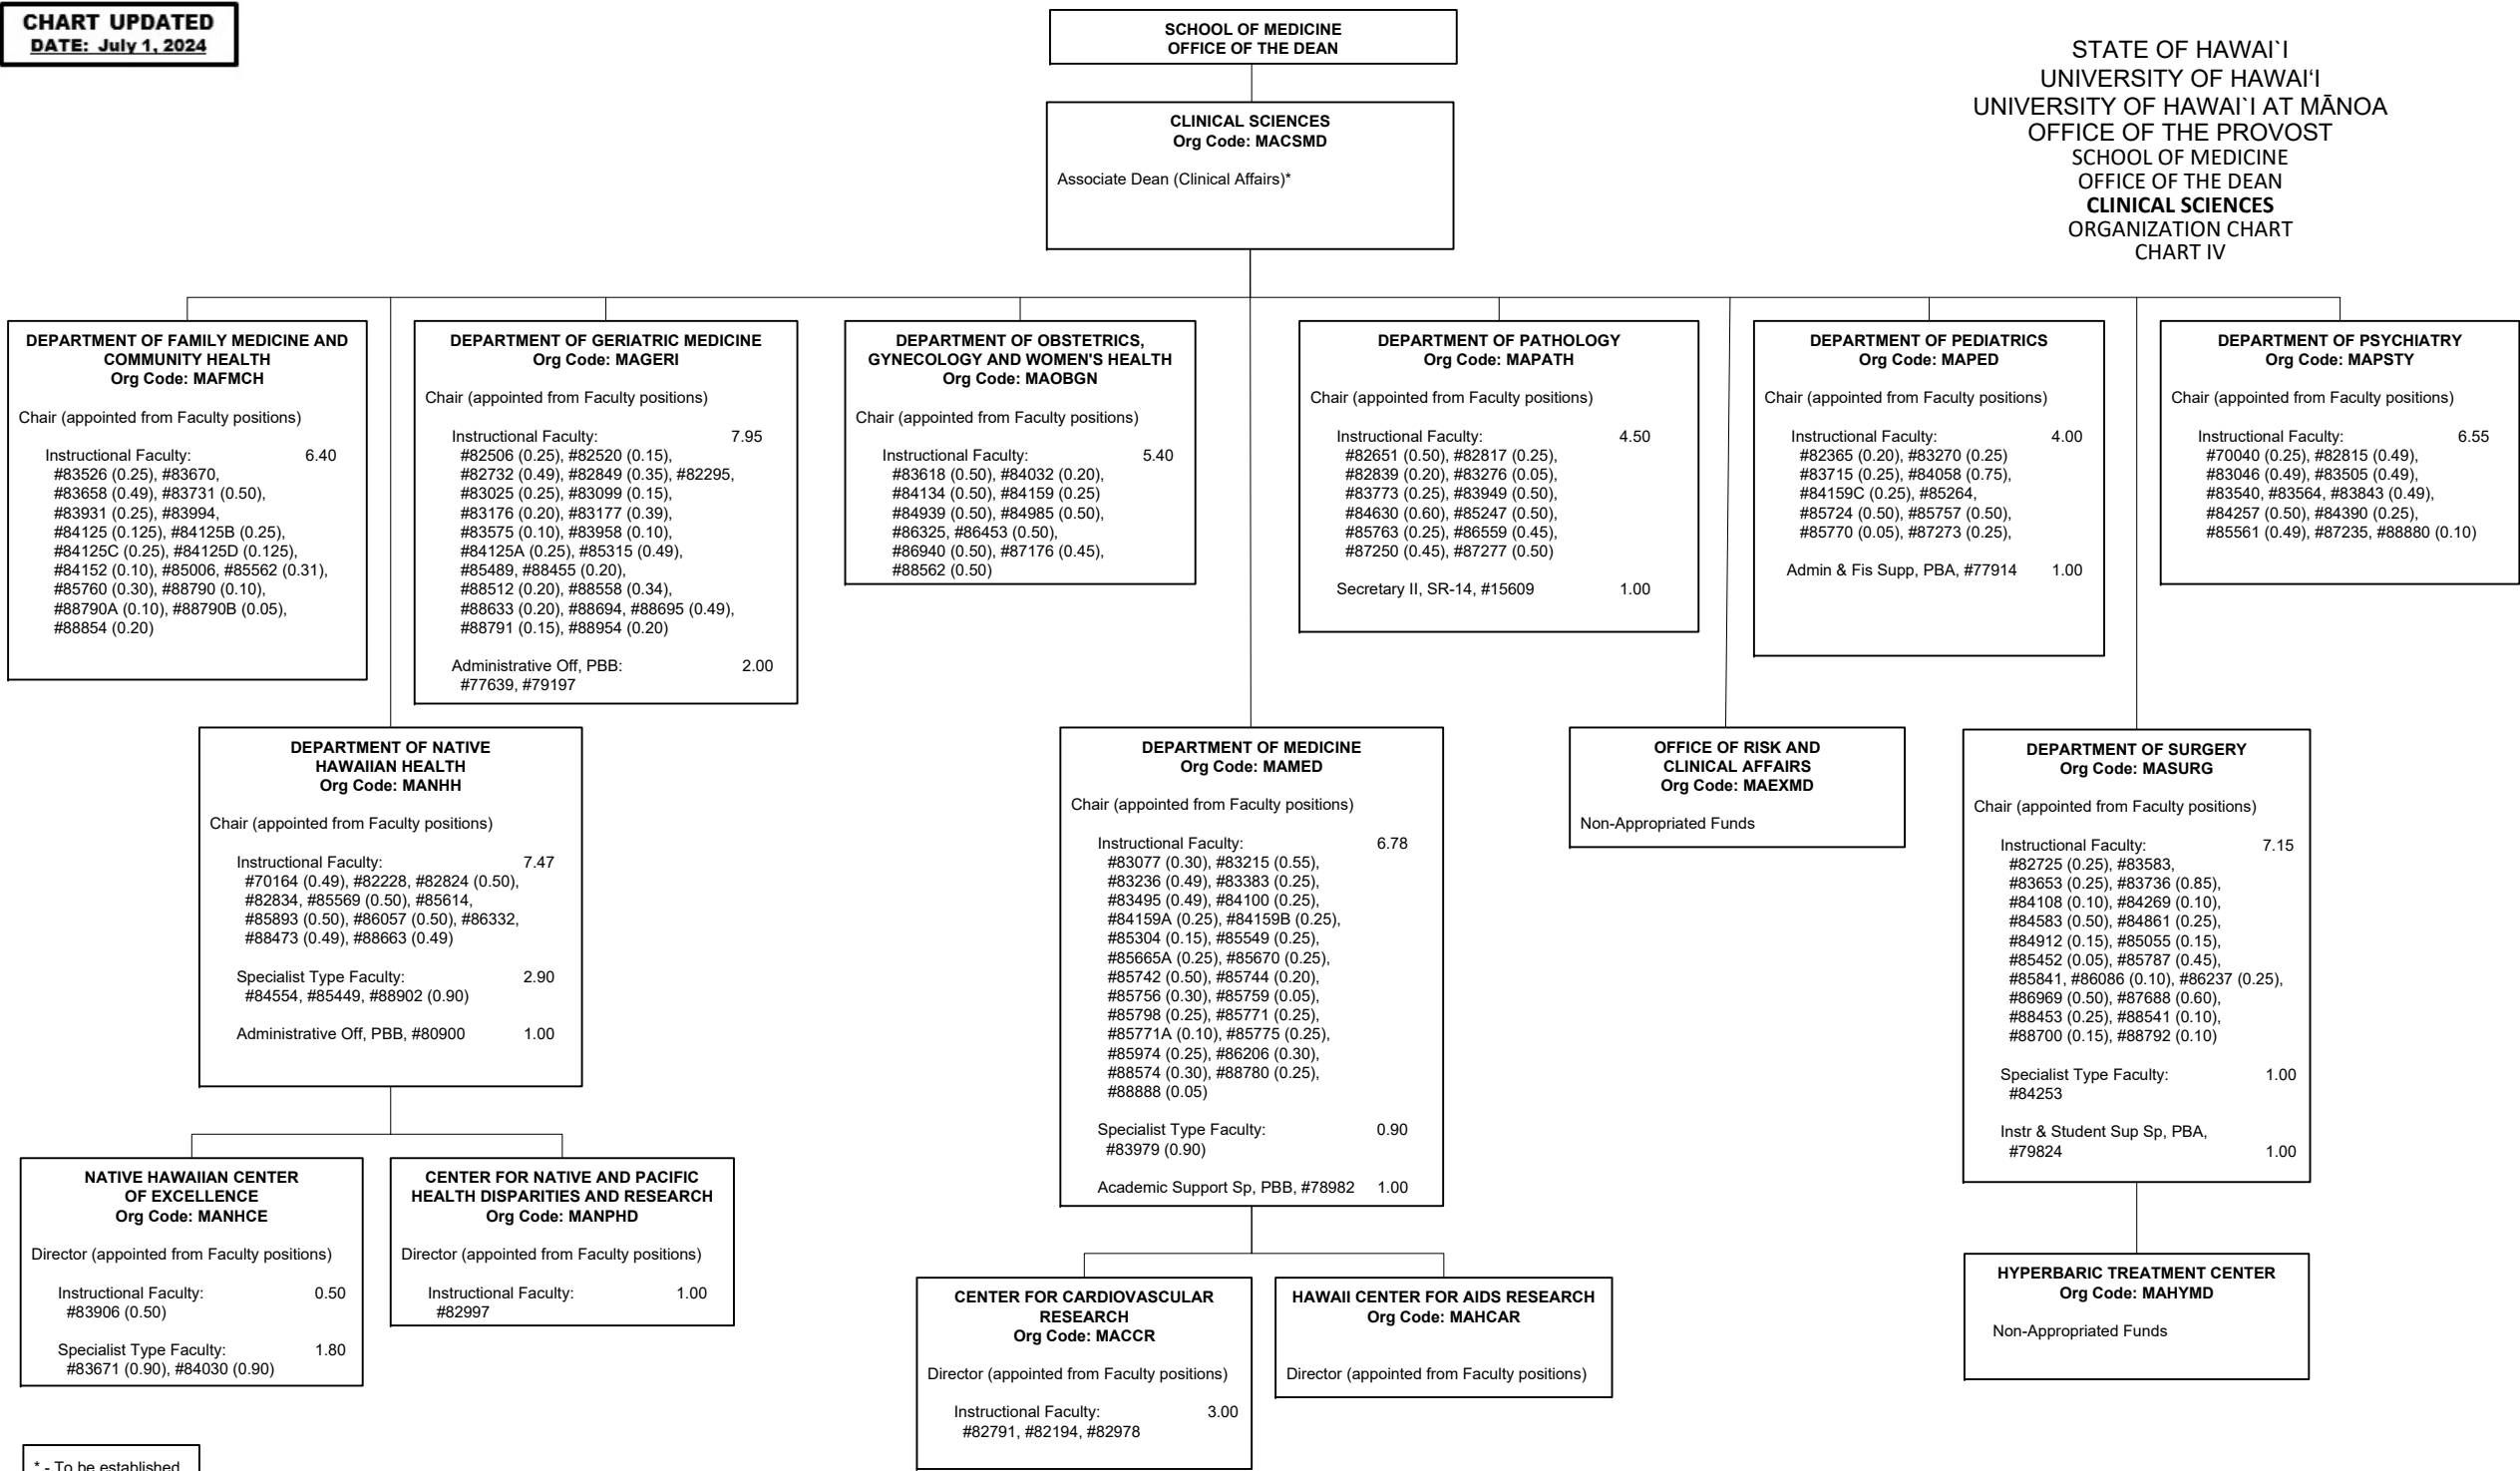 CHART UPDATED
DATE: July 1, 2024
SCHOOL OF MEDICINE
OFFICE OF THE DEAN
STATE OF HAWAI`I
UNIVERSITY OF HAWAI‘I
UNIVERSITY OF HAWAI`I AT MĀNOA
OFFICE OF THE PROVOST
SCHOOL OF MEDICINE
OFFICE OF THE DEAN
CLINICAL SCIENCES
ORGANIZATION CHART
CHART IV
CLINICAL SCIENCES
Org Code: MACSMD
Associate Dean (Clinical Affairs)*
DEPARTMENT OF FAMILY MEDICINE AND
COMMUNITY HEALTH
Org Code: MAFMCH
Chair (appointed from Faculty positions)
Instructional Faculty: 6.40
#83526 (0.25), #83670,
#83658 (0.49), #83731 (0.50),
#83931 (0.25), #83994,
#84125 (0.125), #84125B (0.25),
#84125C (0.25), #84125D (0.125),
#84152 (0.10), #85006, #85562 (0.31),
#85760 (0.30), #88790 (0.10),
#88790A (0.10), #88790B (0.05),
#88854 (0.20)
DEPARTMENT OF GERIATRIC MEDICINE
Org Code: MAGERI
Chair (appointed from Faculty positions)
Instructional Faculty: 7.95
#82506 (0.25), #82520 (0.15),
#82732 (0.49), #82849 (0.35), #82295,
#83025 (0.25), #83099 (0.15),
#83176 (0.20), #83177 (0.39),
#83575 (0.10), #83958 (0.10),
#84125A (0.25), #85315 (0.49),
#85489, #88455 (0.20),
#88512 (0.20), #88558 (0.34),
#88633 (0.20), #88694, #88695 (0.49),
#88791 (0.15), #88954 (0.20)
Administrative Off, PBB: 2.00
#77639, #79197
DEPARTMENT OF OBSTETRICS,
GYNECOLOGY AND WOMEN'S HEALTH
Org Code: MAOBGN
Chair (appointed from Faculty positions)
Instructional Faculty: 5.40
#83618 (0.50), #84032 (0.20),
#84134 (0.50), #84159 (0.25)
#84939 (0.50), #84985 (0.50),
#86325, #86453 (0.50),
#86940 (0.50), #87176 (0.45),
#88562 (0.50)
DEPARTMENT OF PATHOLOGY
Org Code: MAPATH
Chair (appointed from Faculty positions)
Instructional Faculty: 4.50
#82651 (0.50), #82817 (0.25),
#82839 (0.20), #83276 (0.05),
#83773 (0.25), #83949 (0.50),
#84630 (0.60), #85247 (0.50),
#85763 (0.25), #86559 (0.45),
#87250 (0.45), #87277 (0.50)
Secretary II, SR-14, #15609 1.00
DEPARTMENT OF PEDIATRICS
Org Code: MAPED
Chair (appointed from Faculty positions)
Instructional Faculty: 4.00
#82365 (0.20), #83270 (0.25)
#83715 (0.25), #84058 (0.75),
#84159C (0.25), #85264,
#85724 (0.50), #85757 (0.50),
#85770 (0.05), #87273 (0.25),
Admin & Fis Supp, PBA, #77914 1.00
DEPARTMENT OF PSYCHIATRY
Org Code: MAPSTY
Chair (appointed from Faculty positions)
Instructional Faculty: 6.55
#70040 (0.25), #82815 (0.49),
#83046 (0.49), #83505 (0.49),
#83540, #83564, #83843 (0.49),
#84257 (0.50), #84390 (0.25),
#85561 (0.49), #87235, #88880 (0.10)
DEPARTMENT OF NATIVE
HAWAIIAN HEALTH
Org Code: MANHH
Chair (appointed from Faculty positions)
Instructional Faculty: 7.47
#70164 (0.49), #82228, #82824 (0.50),
#82834, #85569 (0.50), #85614,
#85893 (0.50), #86057 (0.50), #86332,
#88473 (0.49), #88663 (0.49)
Specialist Type Faculty: 2.90
#84554, #85449, #88902 (0.90)
Administrative Off, PBB, #80900 1.00
DEPARTMENT OF MEDICINE
Org Code: MAMED
Chair (appointed from Faculty positions)
Instructional Faculty: 6.78
#83077 (0.30), #83215 (0.55),
#83236 (0.49), #83383 (0.25),
#83495 (0.49), #84100 (0.25),
#84159A (0.25), #84159B (0.25),
#85304 (0.15), #85549 (0.25),
#85665A (0.25), #85670 (0.25),
#85742 (0.50), #85744 (0.20),
#85756 (0.30), #85759 (0.05),
#85798 (0.25), #85771 (0.25),
#85771A (0.10), #85775 (0.25),
#85974 (0.25), #86206 (0.30),
#88574 (0.30), #88780 (0.25),
#88888 (0.05)
Specialist Type Faculty: 0.90
#83979 (0.90)
Academic Support Sp, PBB, #78982 1.00
OFFICE OF RISK AND
CLINICAL AFFAIRS
Org Code: MAEXMD
Non-Appropriated Funds
DEPARTMENT OF SURGERY
Org Code: MASURG
Chair (appointed from Faculty positions)
Instructional Faculty: 7.15
#82725 (0.25), #83583,
#83653 (0.25), #83736 (0.85),
#84108 (0.10), #84269 (0.10),
#84583 (0.50), #84861 (0.25),
#84912 (0.15), #85055 (0.15),
#85452 (0.05), #85787 (0.45),
#85841, #86086 (0.10), #86237 (0.25),
#86969 (0.50), #87688 (0.60),
#88453 (0.25), #88541 (0.10),
#88700 (0.15), #88792 (0.10)
Specialist Type Faculty: 1.00
#84253
Instr & Student Sup Sp, PBA,
#79824 1.00
NATIVE HAWAIIAN CENTER
OF EXCELLENCE
Org Code: MANHCE
Director (appointed from Faculty positions)
Instructional Faculty: 0.50
#83906 (0.50)
Specialist Type Faculty: 1.80
#83671 (0.90), #84030 (0.90)
CENTER FOR NATIVE AND PACIFIC
HEALTH DISPARITIES AND RESEARCH
Org Code: MANPHD
Director (appointed from Faculty positions)
Instructional Faculty: 1.00
#82997
CENTER FOR CARDIOVASCULAR
RESEARCH
Org Code: MACCR
Director (appointed from Faculty positions)
Instructional Faculty: 3.00
#82791, #82194, #82978
HAWAII CENTER FOR AIDS RESEARCH
Org Code: MAHCAR
Director (appointed from Faculty positions)
HYPERBARIC TREATMENT CENTER
Org Code: MAHYMD
Non-Appropriated Funds
* - To be established